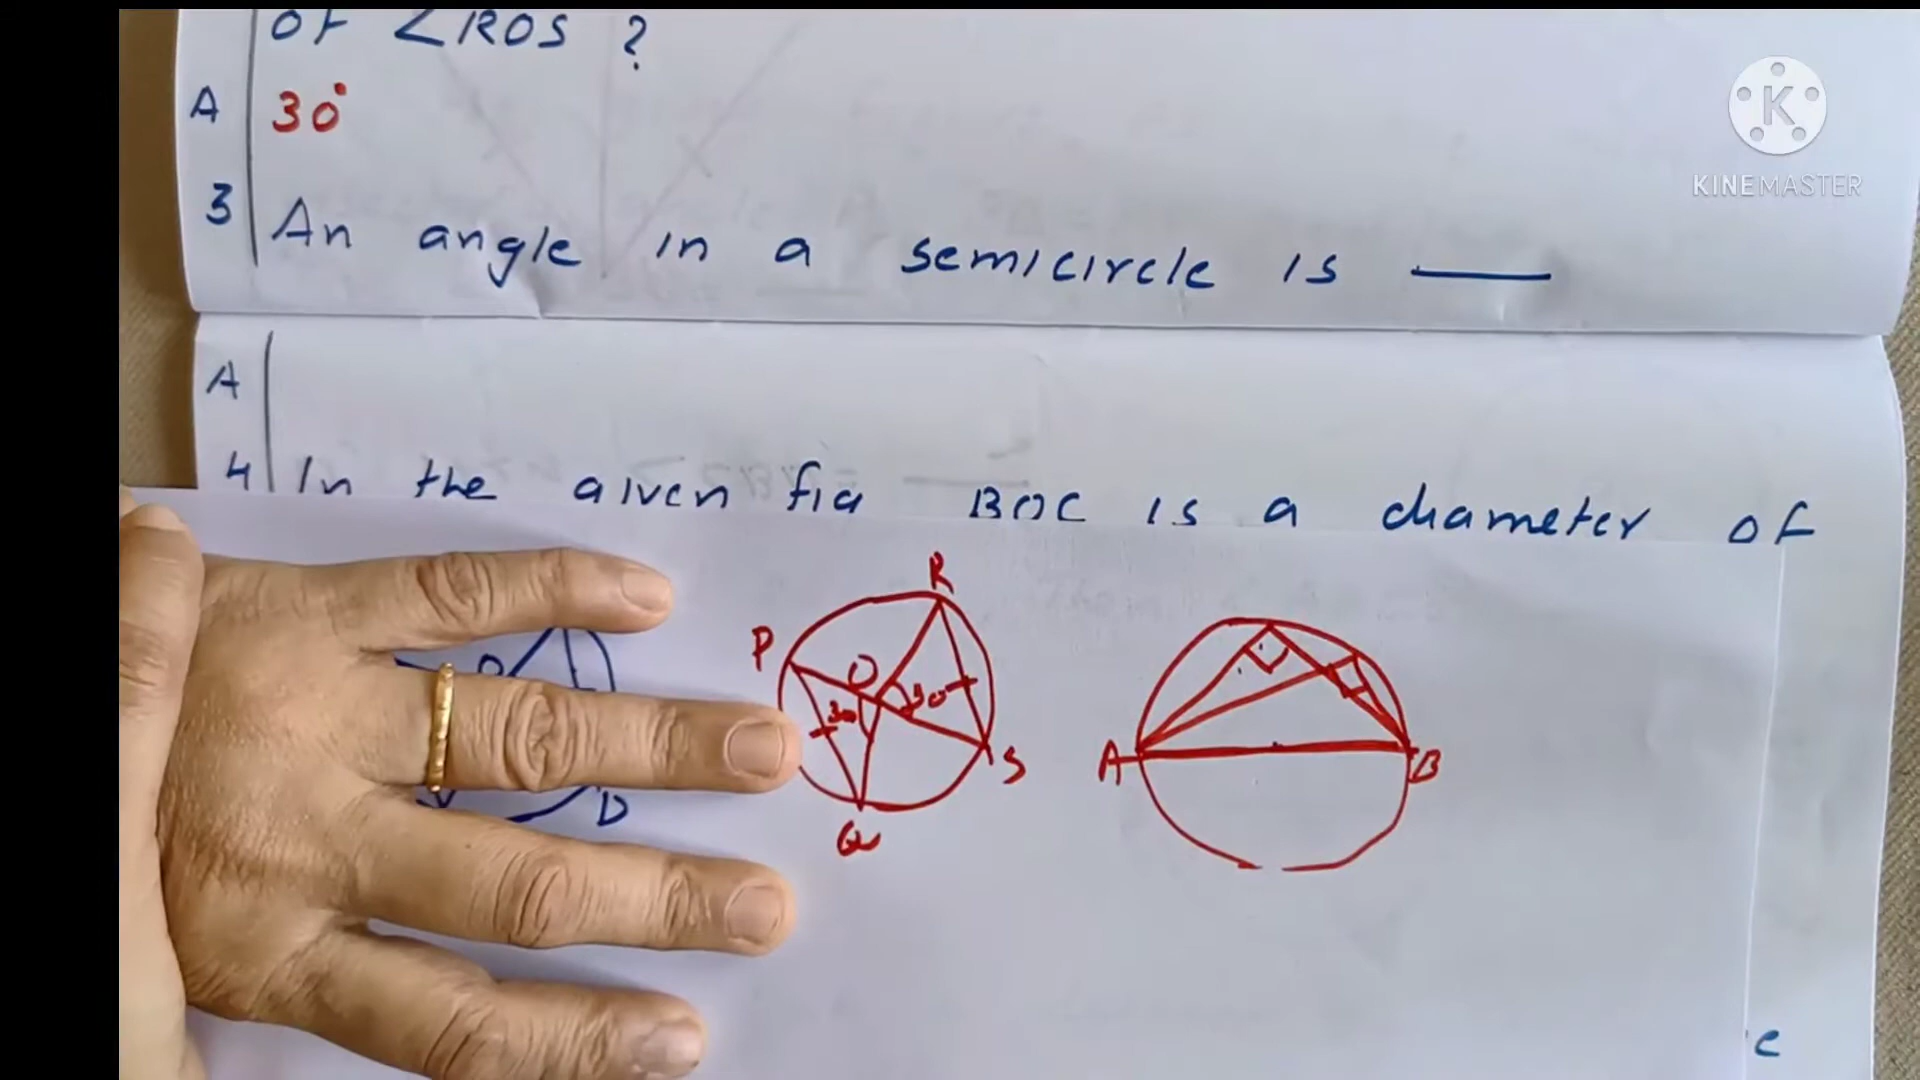 of ∠ROS ?
A 30°
KINEMASTER
3 An angle in a semicircle is ___
A
4 In the given fig BOC is a diameter of
R
P O 30
30
S
Q
D
A B
e